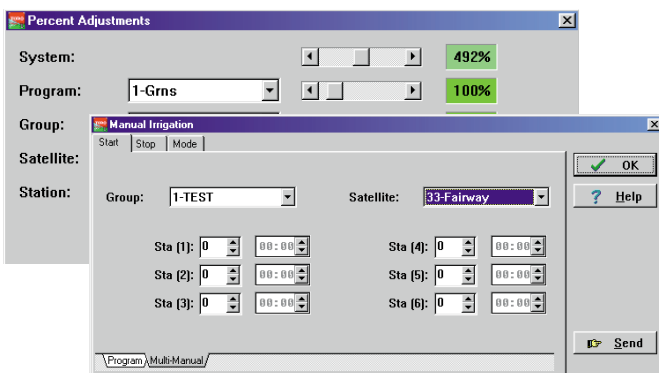 Percent Adjustments
System: 492%
Program: 1-Grns 100%
Group:
Satellite:
Station:
Manual Irrigation
Start Stop Mode
Group: 1-TEST Satellite: 33-Fairway
Sta (1): 0 00:00 Sta (4): 0 00:00
Sta (2): 0 00:00 Sta (5): 0 00:00
Sta (3): 0 00:00 Sta (6): 0 00:00
Program Multi-Manual
OK
? Help
Send